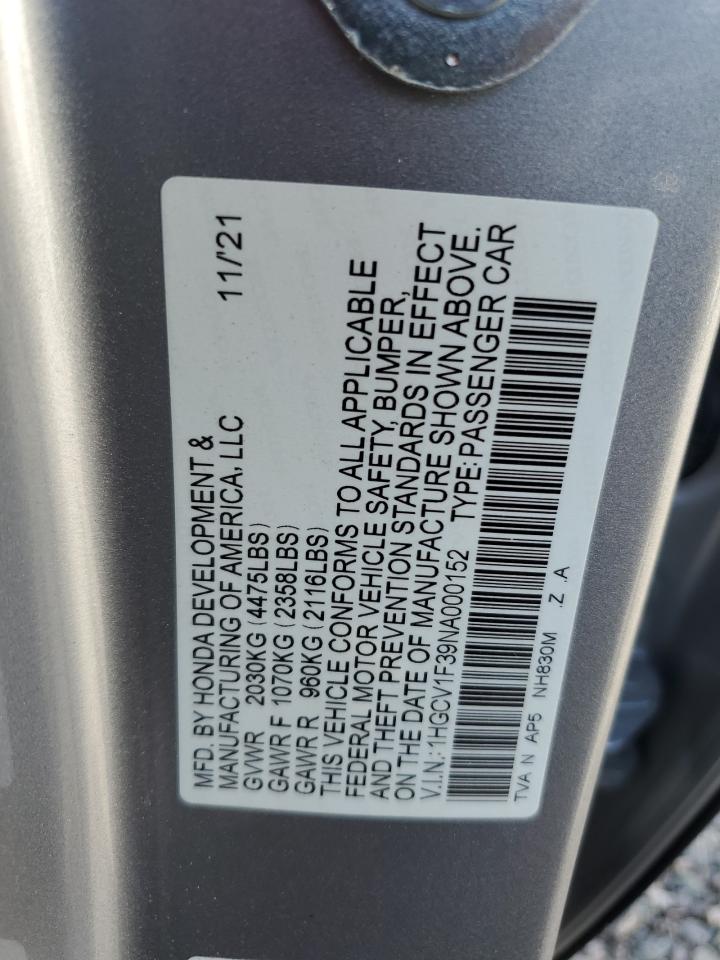 MFD. BY HONDA DEVELOPMENT &
MANUFACTURING OF AMERICA, LLC 11/'21
GVWR 2030KG (4475LBS)
GAWR F 1070KG (2358LBS)
GAWR R 960KG (2116LBS)
THIS VEHICLE CONFORMS TO ALL APPLICABLE
FEDERAL MOTOR VEHICLE SAFETY, BUMPER,
AND THEFT PREVENTION STANDARDS IN EFFECT
ON THE DATE OF MANUFACTURE SHOWN ABOVE.
V.I.N.: 1HGCV1F39NA000152 TYPE: PASSENGER CAR
TVA N AP5 NH830M .Z .A